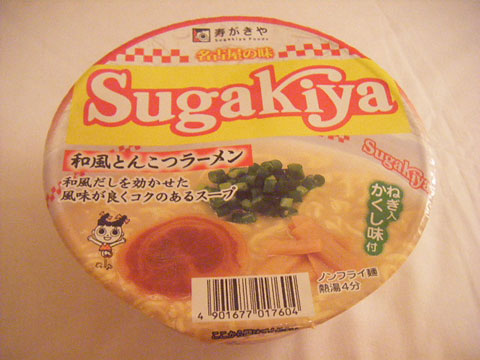 寿がきや
Sugakiya Foods
名古屋の味
Sugakiya
和風とんこつラーメン
和風だしを効かせた
風味が良くコクのあるスープ
Sugakiya
ねぎ入
かくし味付
ノンフライ麺
熱湯4分
4 901677 017604